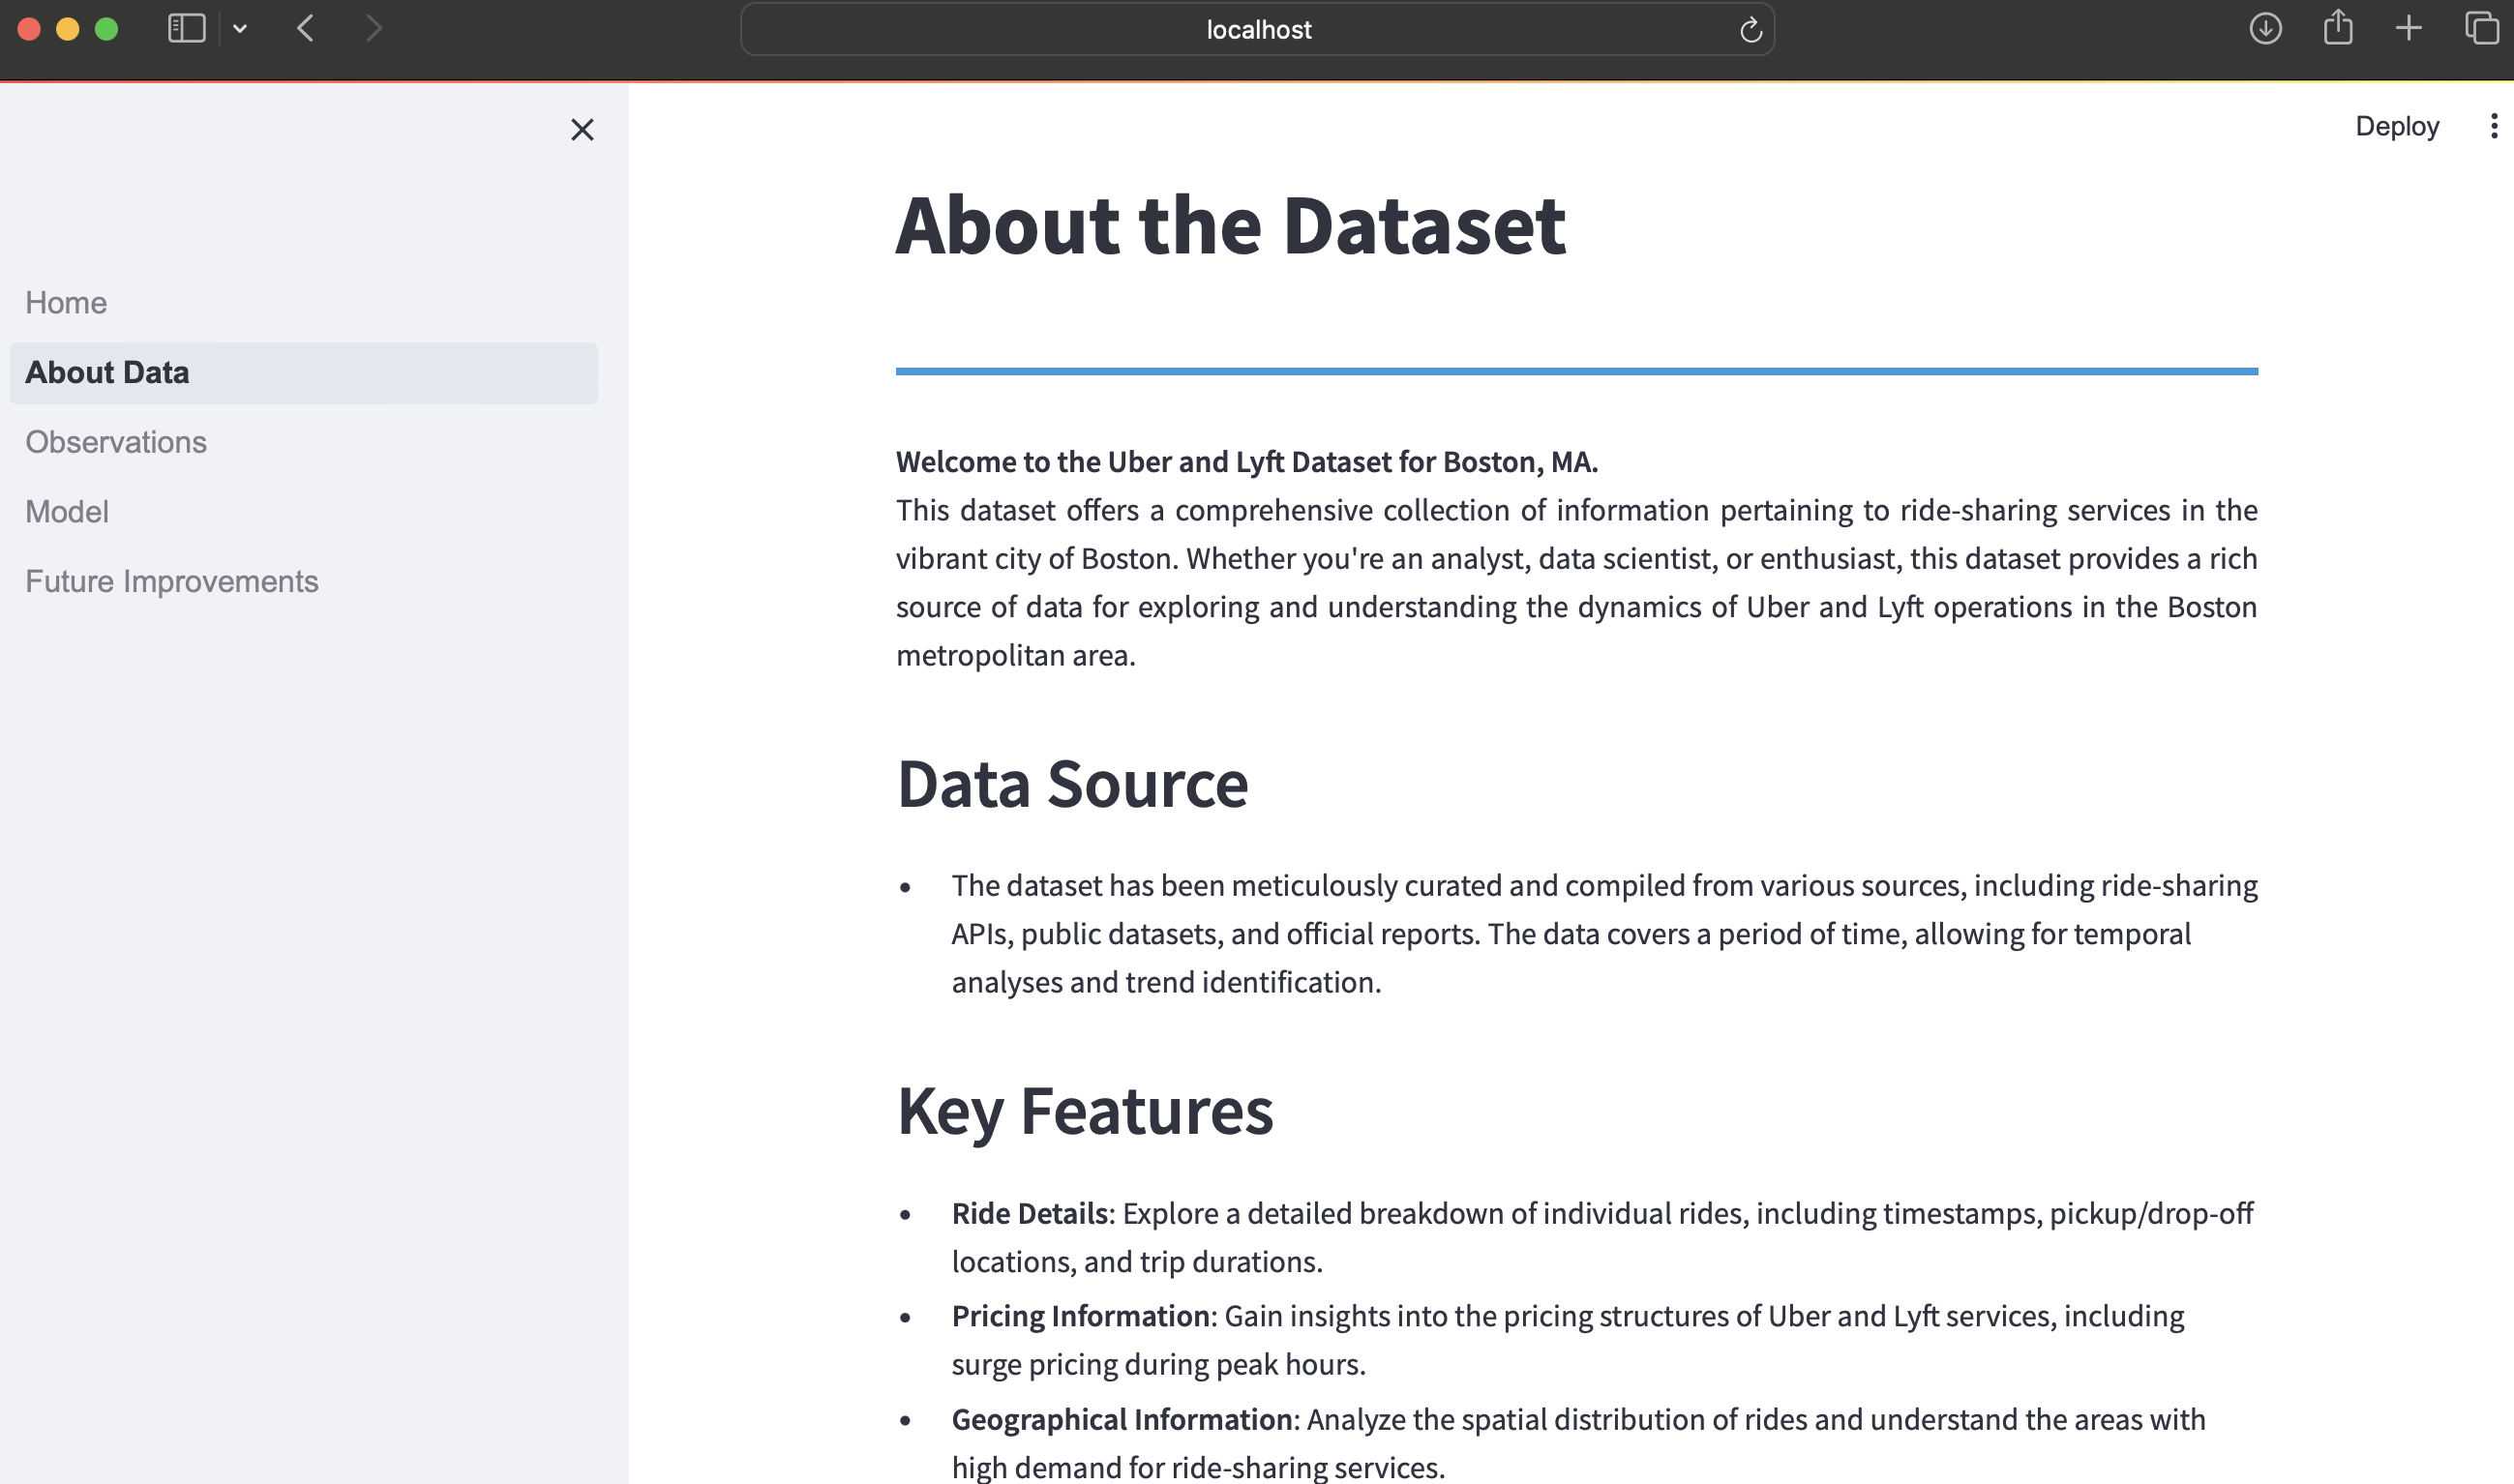 localhost
Deploy
Home
About Data
Observations
Model
Future Improvements
About the Dataset
Welcome to the Uber and Lyft Dataset for Boston, MA.
This dataset offers a comprehensive collection of information pertaining to ride-sharing services in the
vibrant city of Boston. Whether you're an analyst, data scientist, or enthusiast, this dataset provides a rich
source of data for exploring and understanding the dynamics of Uber and Lyft operations in the Boston
metropolitan area.
Data Source
• The dataset has been meticulously curated and compiled from various sources, including ride-sharing
APIs, public datasets, and official reports. The data covers a period of time, allowing for temporal
analyses and trend identification.
Key Features
• Ride Details: Explore a detailed breakdown of individual rides, including timestamps, pickup/drop-off
locations, and trip durations.
• Pricing Information: Gain insights into the pricing structures of Uber and Lyft services, including
surge pricing during peak hours.
• Geographical Information: Analyze the spatial distribution of rides and understand the areas with
high demand for ride-sharing services.